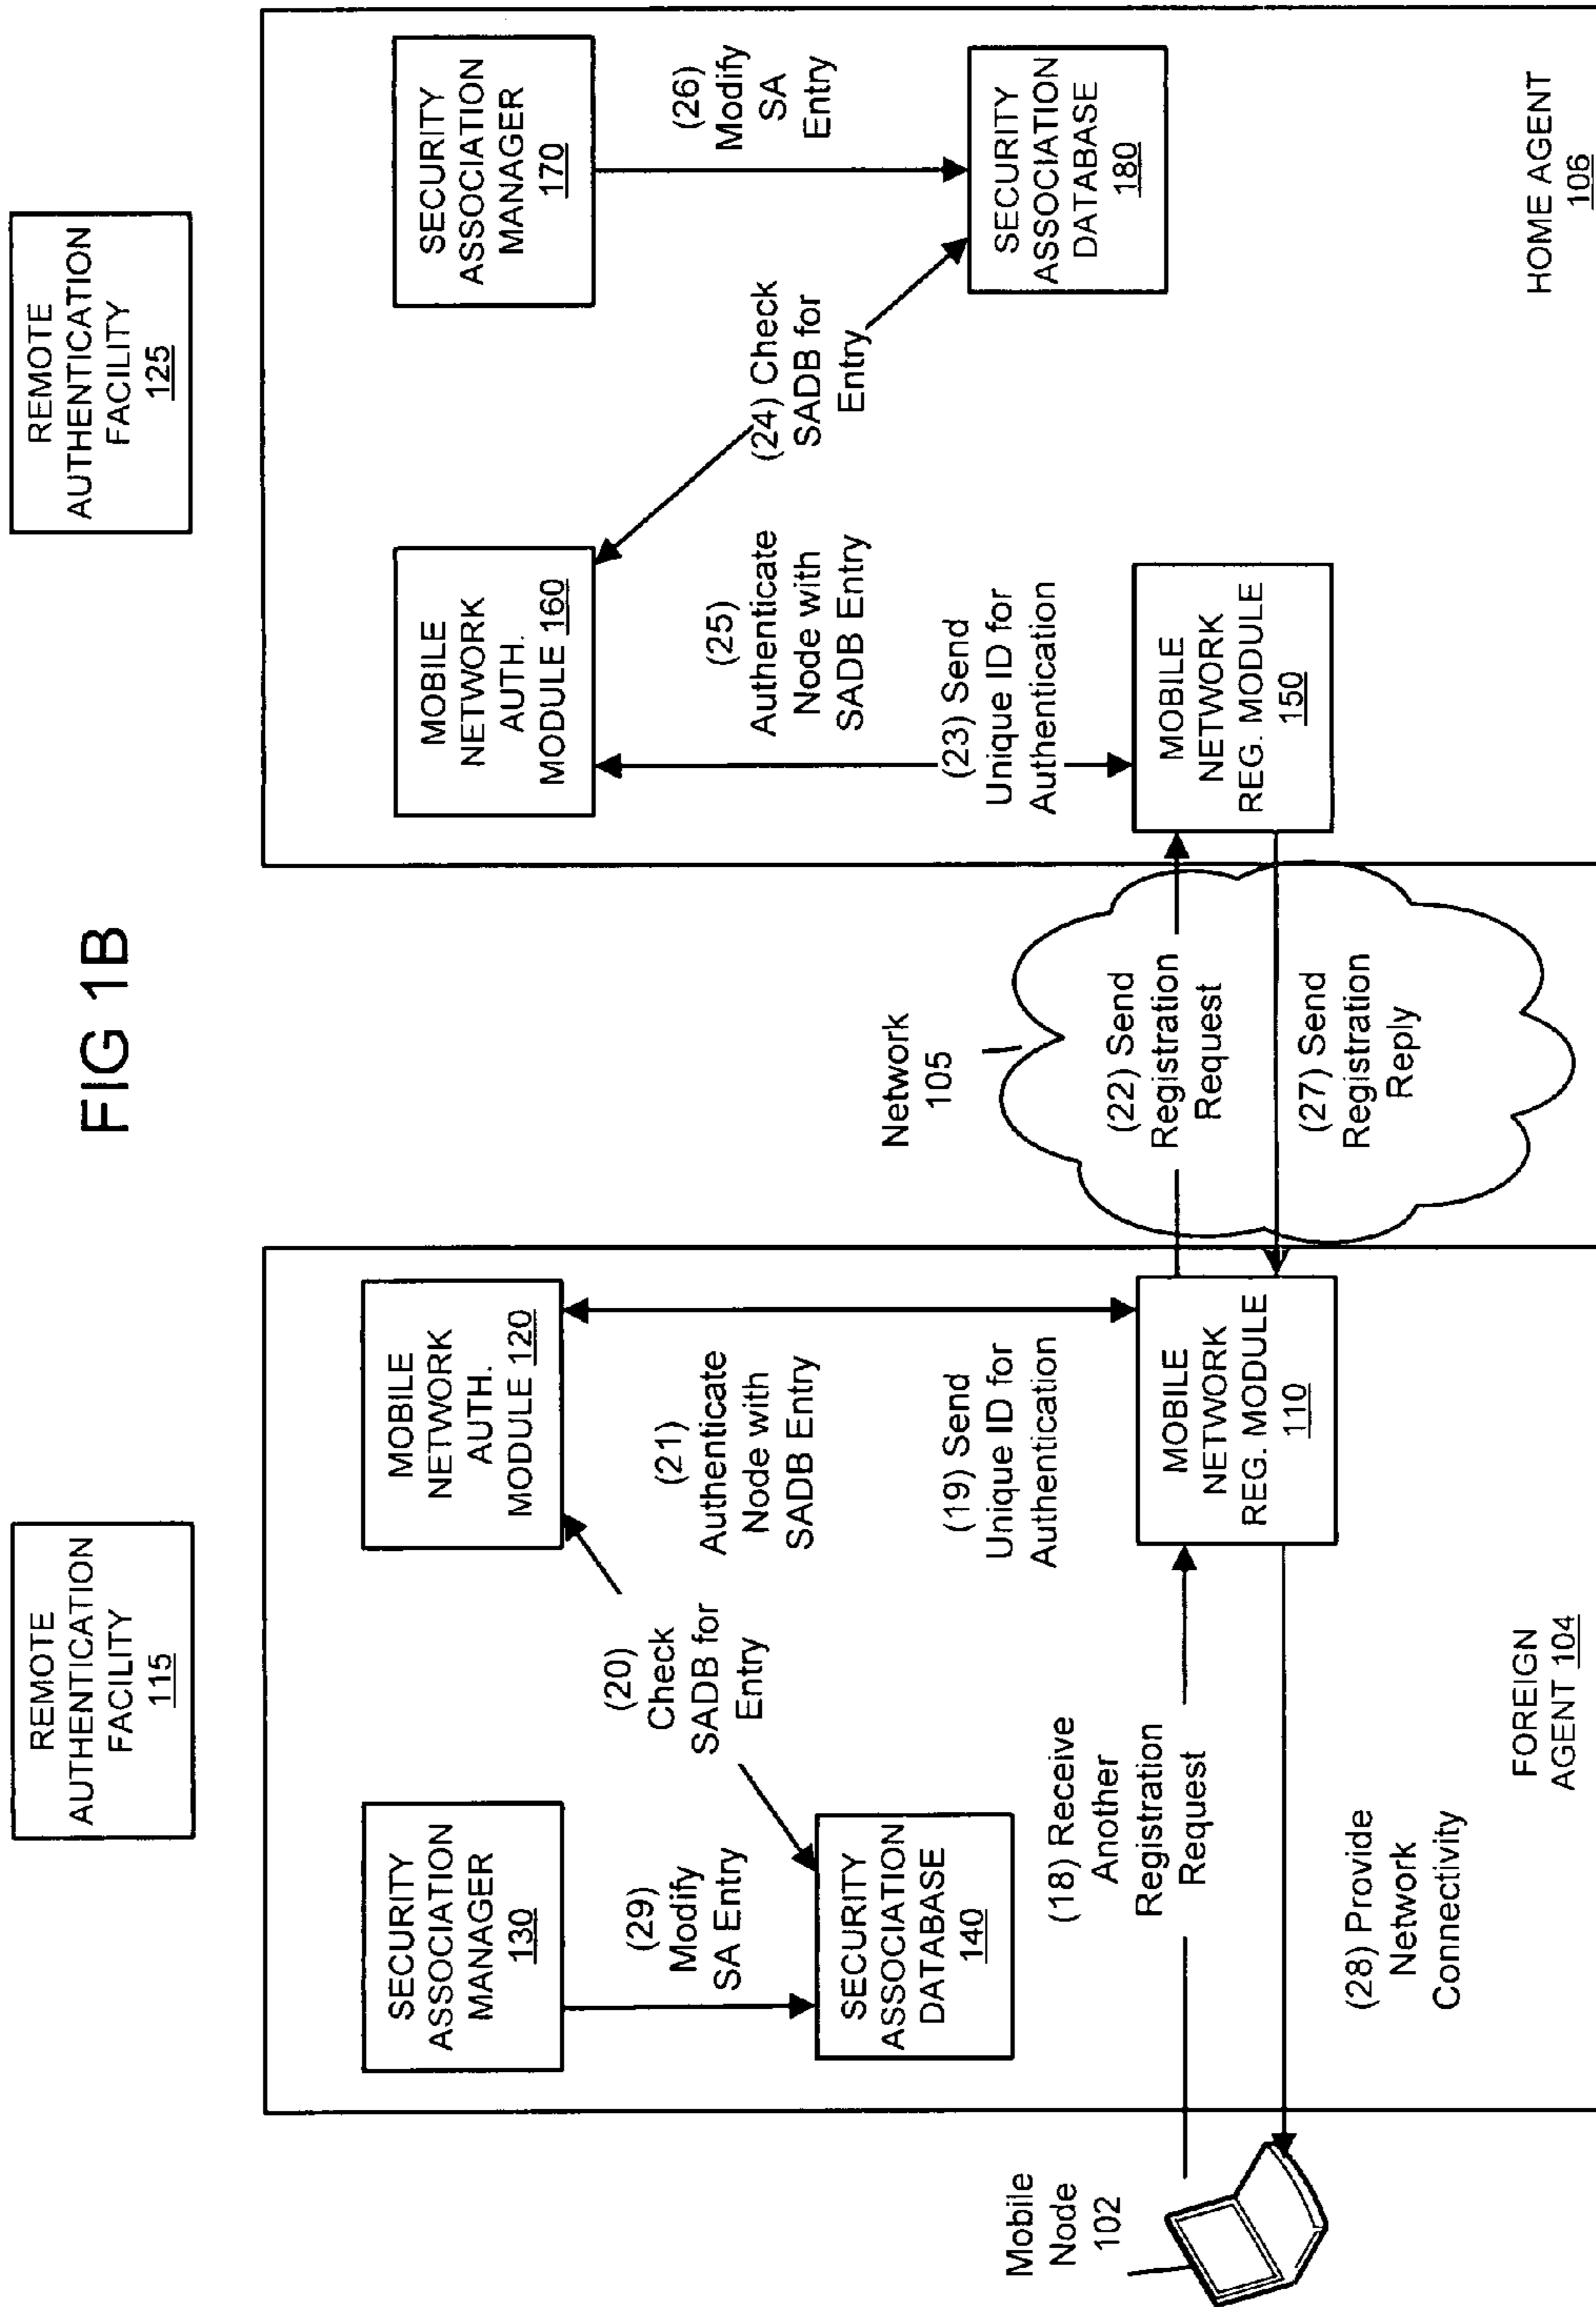 FIG 1B
REMOTE
AUTHENTICATION
FACILITY
115
REMOTE
AUTHENTICATION
FACILITY
125
SECURITY
ASSOCIATION
MANAGER
130
(29)
Modify
SA Entry
SECURITY
ASSOCIATION
DATABASE
140
(20)
Check
SADB for
Entry
MOBILE
NETWORK
AUTH.
MODULE 120
(21)
Authenticate
Node with
SADB Entry
(19) Send
Unique ID for
Authentication
MOBILE
NETWORK
REG. MODULE
110
(18) Receive
Another
Registration
Request
(28) Provide
Network
Connectivity
FOREIGN
AGENT 104
Mobile
Node
102
Network
105
(22) Send
Registration
Request
(27) Send
Registration
Reply
MOBILE
NETWORK
AUTH.
MODULE 160
(25)
Authenticate
Node with
SADB Entry
(23) Send
Unique ID for
Authentication
MOBILE
NETWORK
REG. MODULE
150
(24) Check
SADB for
Entry
SECURITY
ASSOCIATION
MANAGER
170
(26)
Modify
SA
Entry
SECURITY
ASSOCIATION
DATABASE
180
HOME AGENT
106